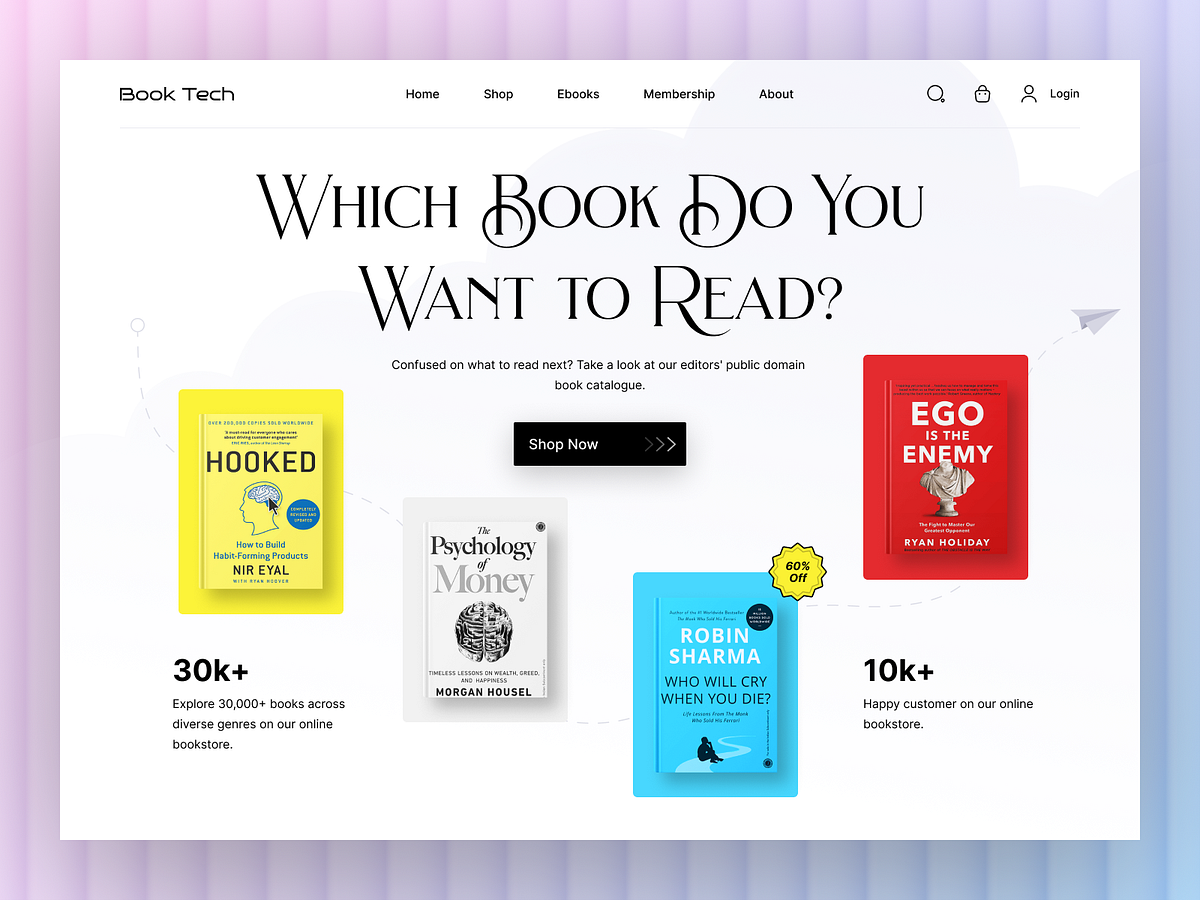 Book Tech
Home
Shop
Ebooks
Membership
About
Login
WHICH BOOK DO YOU
WANT TO READ?
Confused on what to read next? Take a look at our editors' public domain
book catalogue.
Shop Now
OVER 200,000 COPIES SOLD WORLDWIDE
'A must-read for everyone who cares
about driving customer engagement'
HOOKED
COMPLETELY
REVISED AND
UPDATED
How to Build
Habit-Forming Products
NIR EYAL
WITH RYAN HOOVER
The
Psychology
of
Money
TIMELESS LESSONS ON WEALTH, GREED,
AND HAPPINESS
MORGAN HOUSEL
60%
Off
Author of the #1 Worldwide Bestseller
The Monk Who Sold His Ferrari
ROBIN
SHARMA
WHO WILL CRY
WHEN YOU DIE?
Life Lessons From The Monk
Who Sold His Ferrari
EGO
IS THE
ENEMY
The Fight to Master Our
Greatest Opponent
RYAN HOLIDAY
30k+
Explore 30,000+ books across
diverse genres on our online
bookstore.
10k+
Happy customer on our online
bookstore.